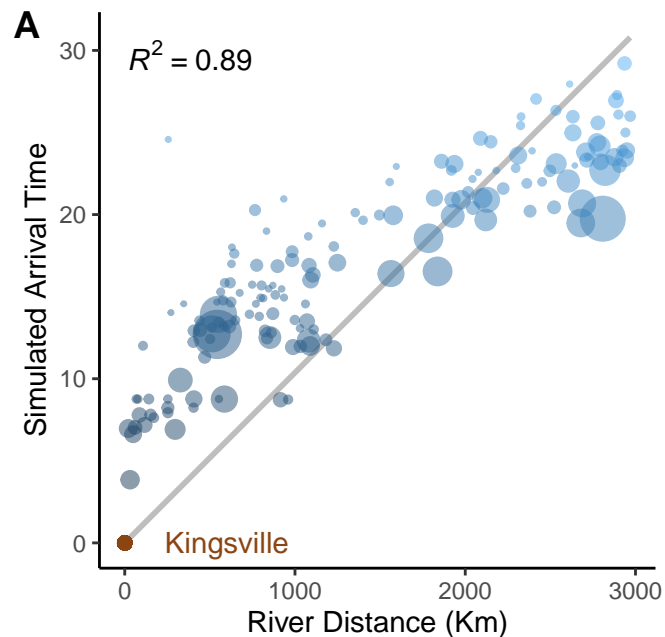 A
R² = 0.89
30
20
10
0
Simulated Arrival Time
Kingsville
0
1000
2000
3000
River Distance (Km)